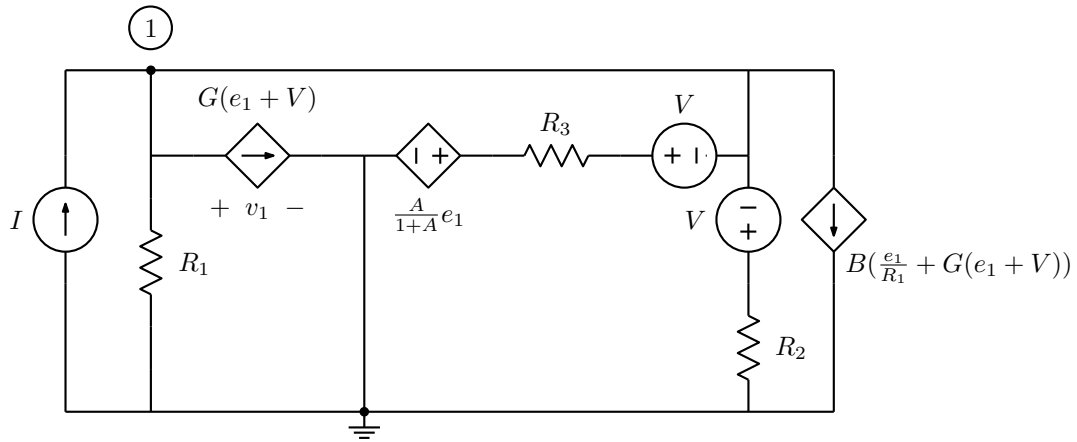 1
G(e₁ + V)
+ v₁ −
I
R₁
− +
A/(1+A) e₁
R₃
V
+ −
V
−
+
B(e₁/R₁ + G(e₁ + V))
R₂